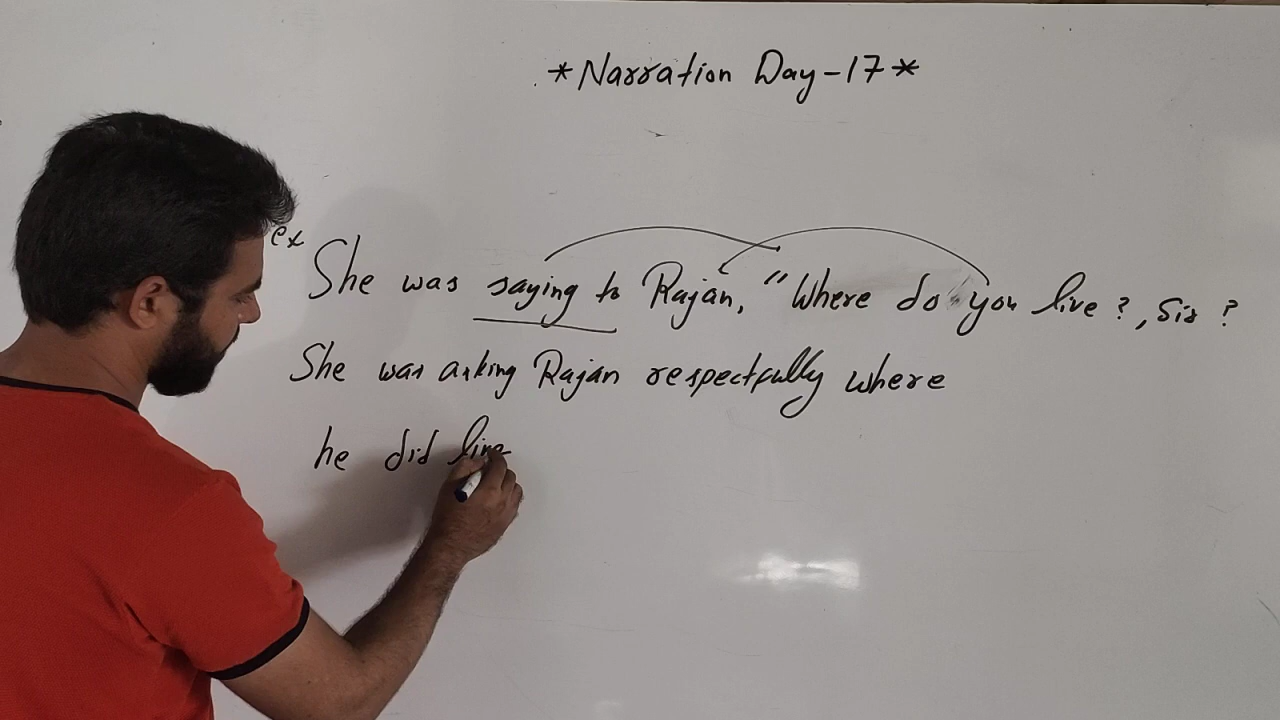 *Narration Day-17*
ex She was saying to Rajan, "Where do you live?, Sir?
She was asking Rajan respectfully where
he did live